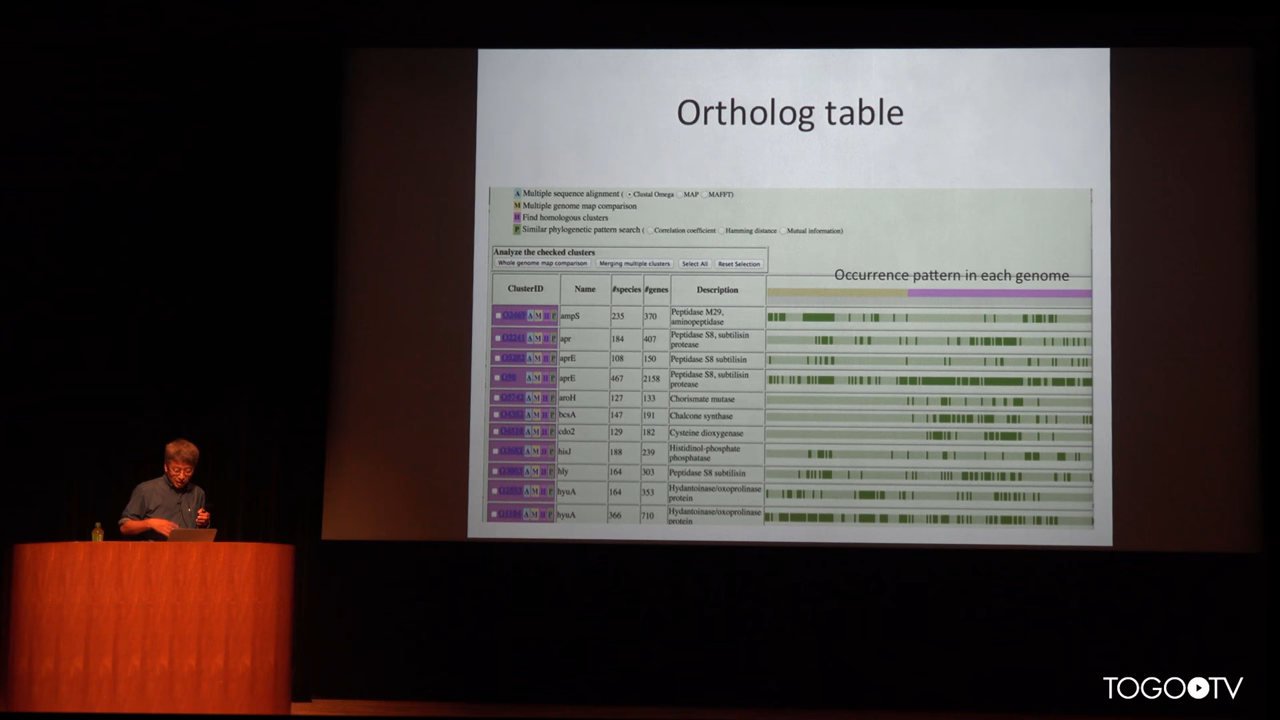 Ortholog table
A Multiple sequence alignment ( Clustal Omega MAP MAFFT)
M Multiple genome map comparison
H Find homologous clusters
P Similar phylogenetic pattern search ( Correlation coefficient Hamming distance Mutual information)
Analyze the checked clusters
Whole genome map comparison Merging multiple clusters Select All Reset Selection
Occurrence pattern in each genome
ClusterID Name #species #genes Description
A M H P ampS 235 370 Peptidase M29, aminopeptidase
A M H P apr 184 407 Peptidase S8, subtilisin protease
A M H P aprE 108 150 Peptidase S8 subtilisin
A M H P aprE 467 2158 Peptidase S8, subtilisin protease
A M H P aroH 127 133 Chorismate mutase
A M H P bcsA 147 191 Chalcone synthase
A M H P cdo2 129 182 Cysteine dioxygenase
A M H P hisJ 188 239 Histidinol-phosphate phosphatase
A M H P hly 164 303 Peptidase S8 subtilisin
A M H P hyuA 164 353 Hydantoinase/oxoprolinase protein
A M H P hyuA 366 710 Hydantoinase/oxoprolinase protein
TOGO TV